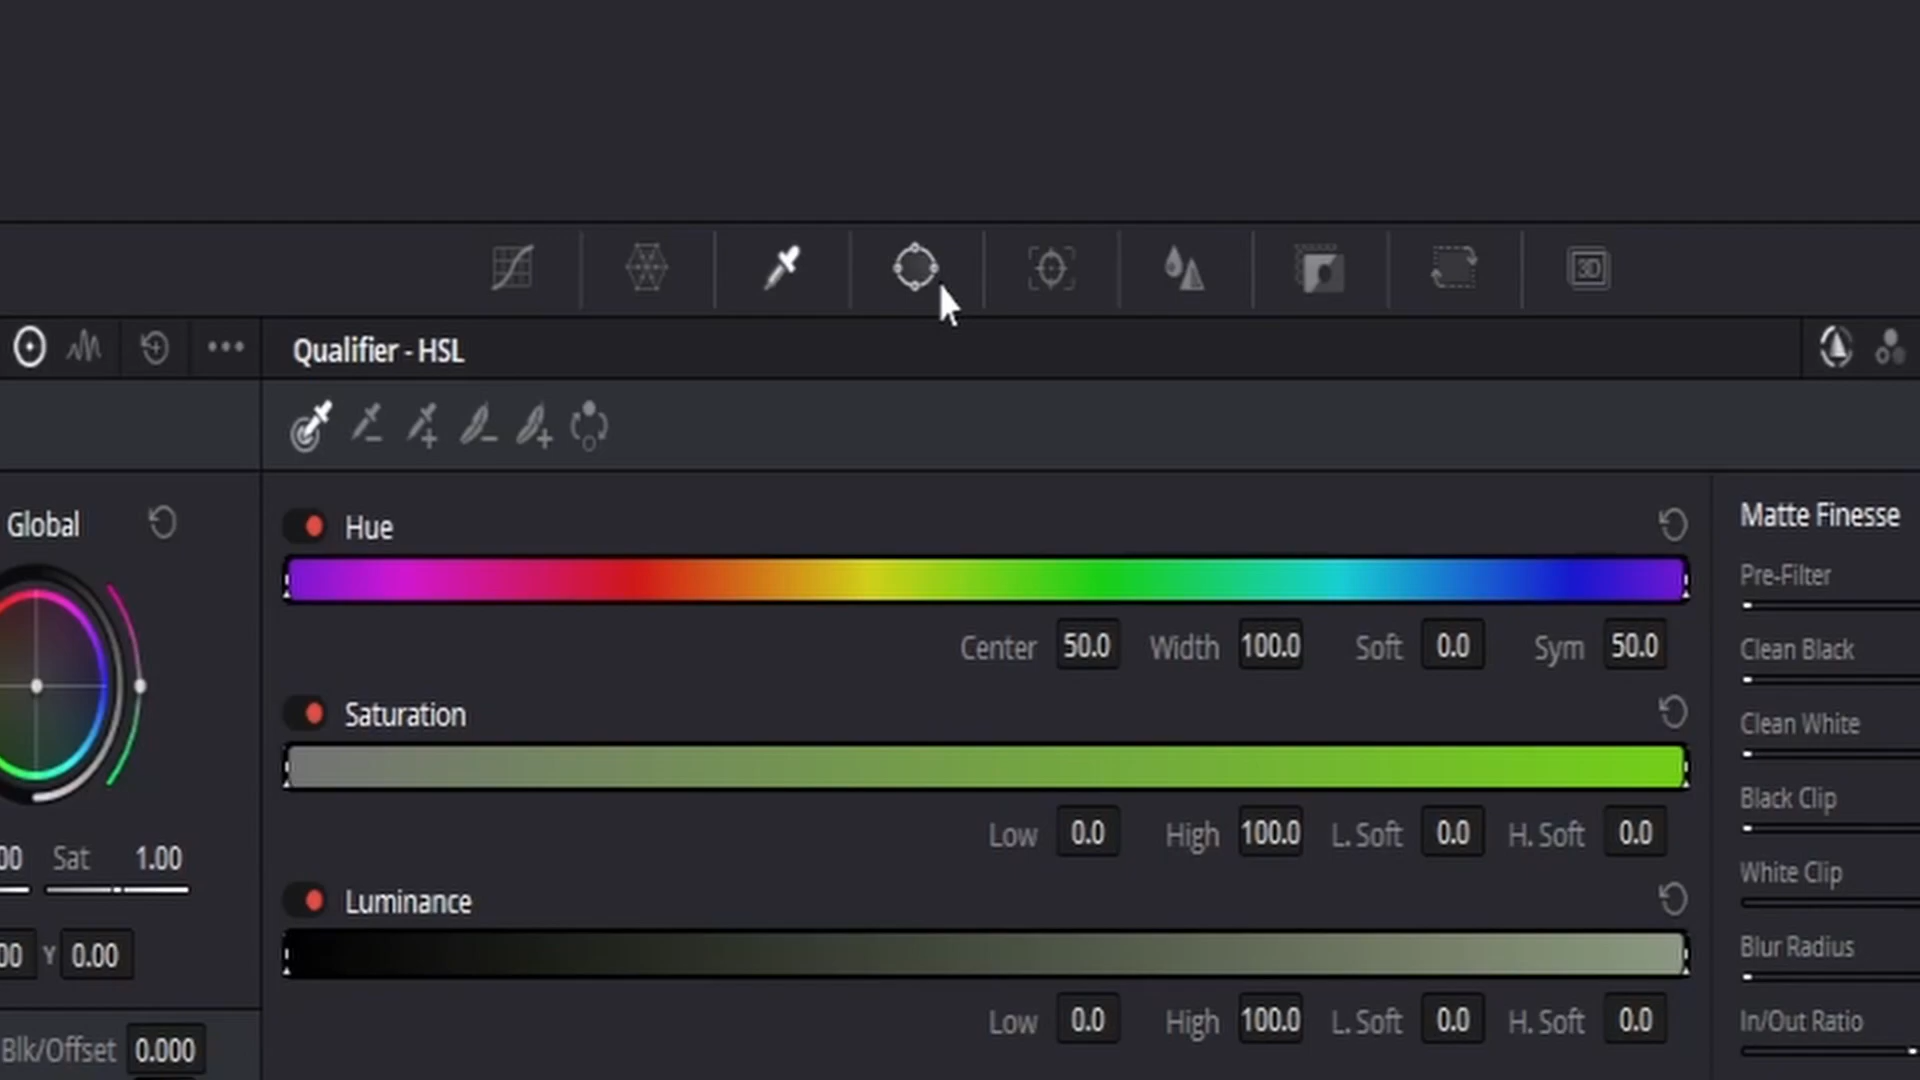 3D
Qualifier - HSL
Global
Hue
Matte Finesse
Pre-Filter
Center 50.0 Width 100.0 Soft 0.0 Sym 50.0
Clean Black
Saturation
Clean White
Black Clip
Low 0.0 High 100.0 L. Soft 0.0 H. Soft 0.0
00 Sat 1.00
White Clip
Luminance
Blur Radius
00 Y 0.00
Low 0.0 High 100.0 L. Soft 0.0 H. Soft 0.0
In/Out Ratio
Blk/Offset 0.000